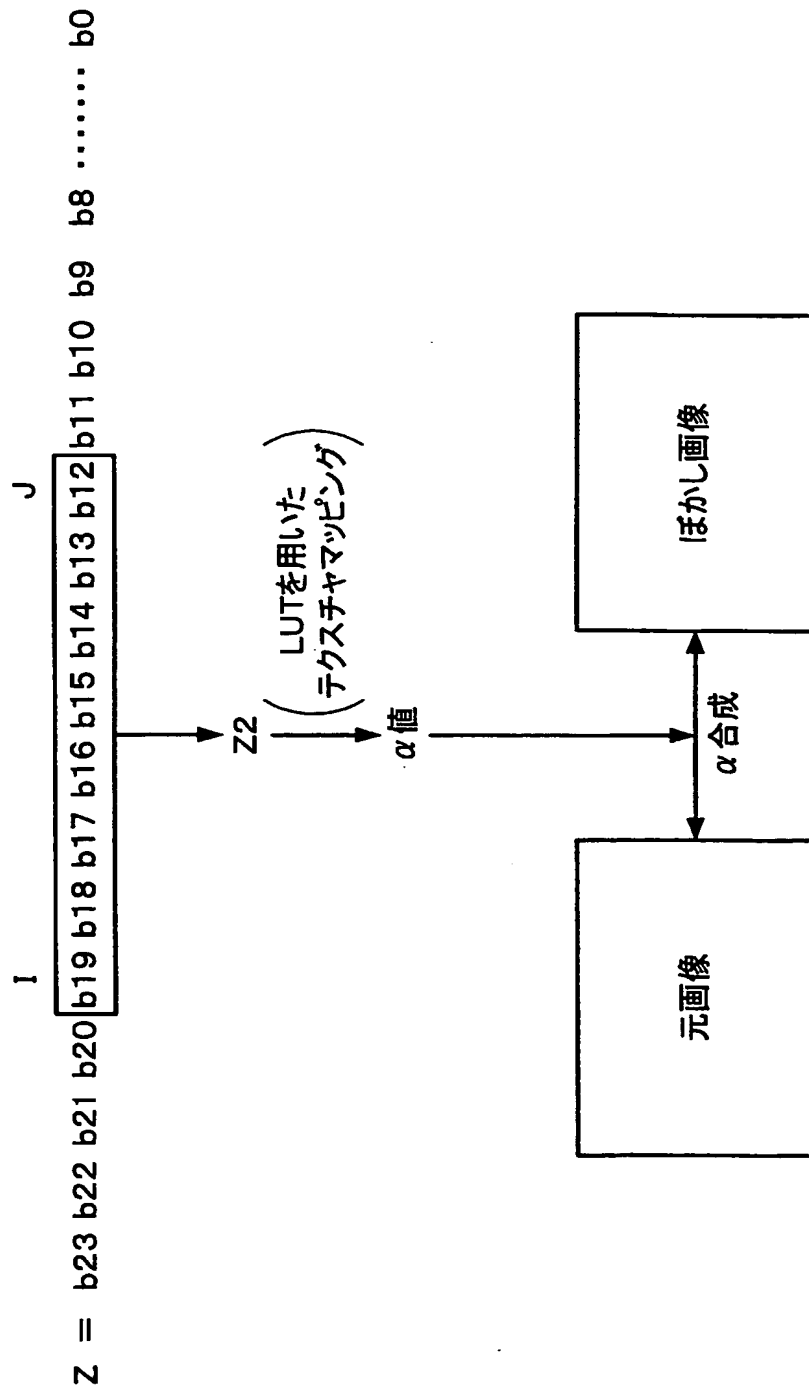 I J
Z = b23 b22 b21 b20 b19 b18 b17 b16 b15 b14 b13 b12 b11 b10 b9 b8 ······· b0
Z2
(LUTを用いた
テクスチャマッピング)
α値
α合成
元画像
ぼかし画像